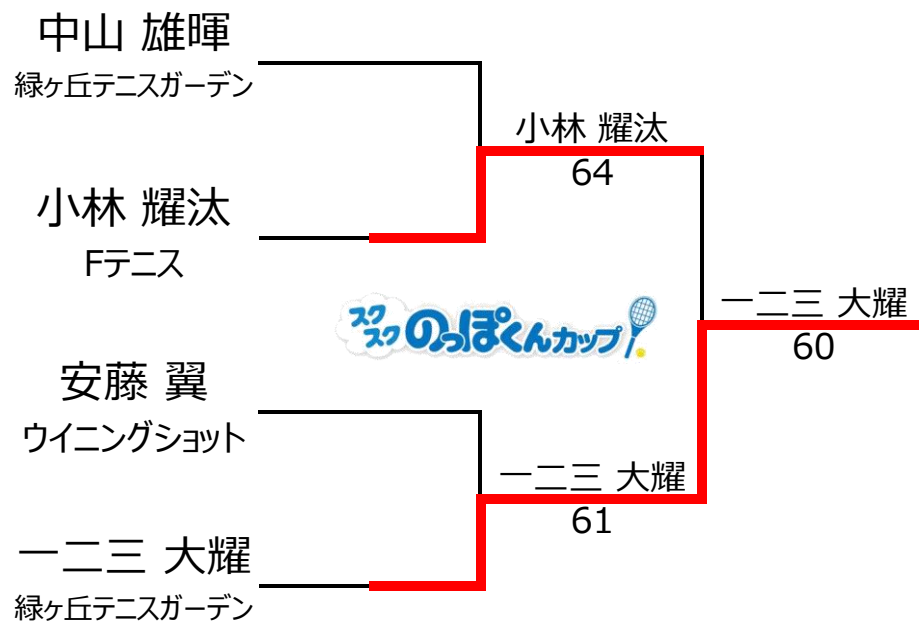 中山 雄暉
緑ヶ丘テニスガーデン
小林 耀汰
64
小林 耀汰
Fテニス
スクスクのっぽくんカップ
一二三 大耀
60
安藤 翼
ウイニングショット
一二三 大耀
61
一二三 大耀
緑ヶ丘テニスガーデン